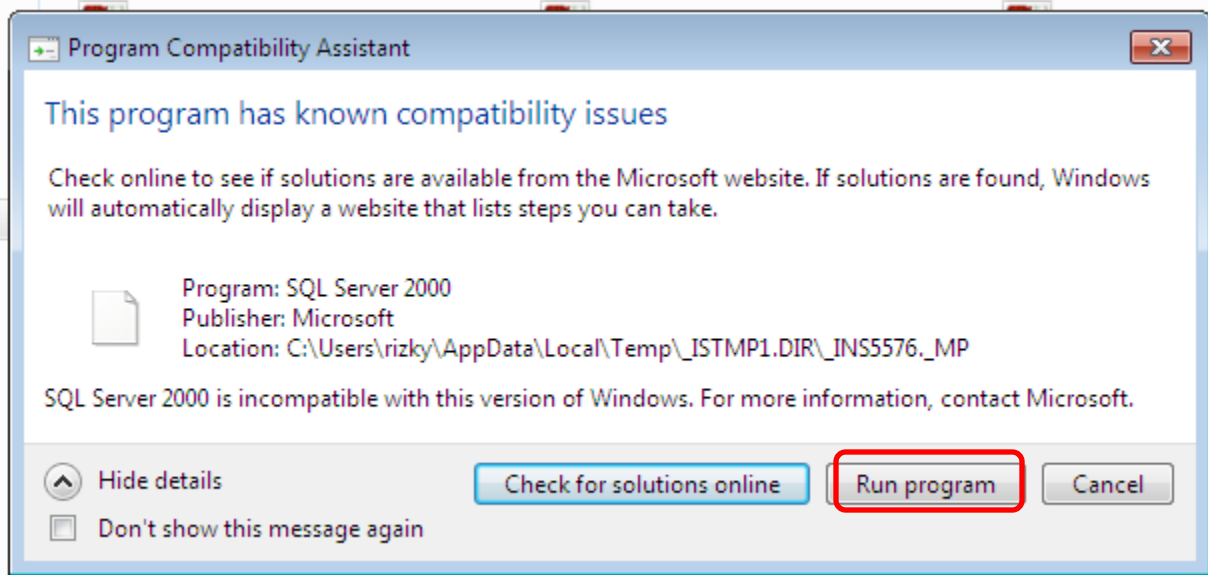 Program Compatibility Assistant
This program has known compatibility issues
Check online to see if solutions are available from the Microsoft website. If solutions are found, Windows
will automatically display a website that lists steps you can take.
Program: SQL Server 2000
Publisher: Microsoft
Location: C:\Users\rizky\AppData\Local\Temp\_ISTMP1.DIR\_INS5576._MP
SQL Server 2000 is incompatible with this version of Windows. For more information, contact Microsoft.
Hide details
Check for solutions online
Run program
Cancel
Don't show this message again